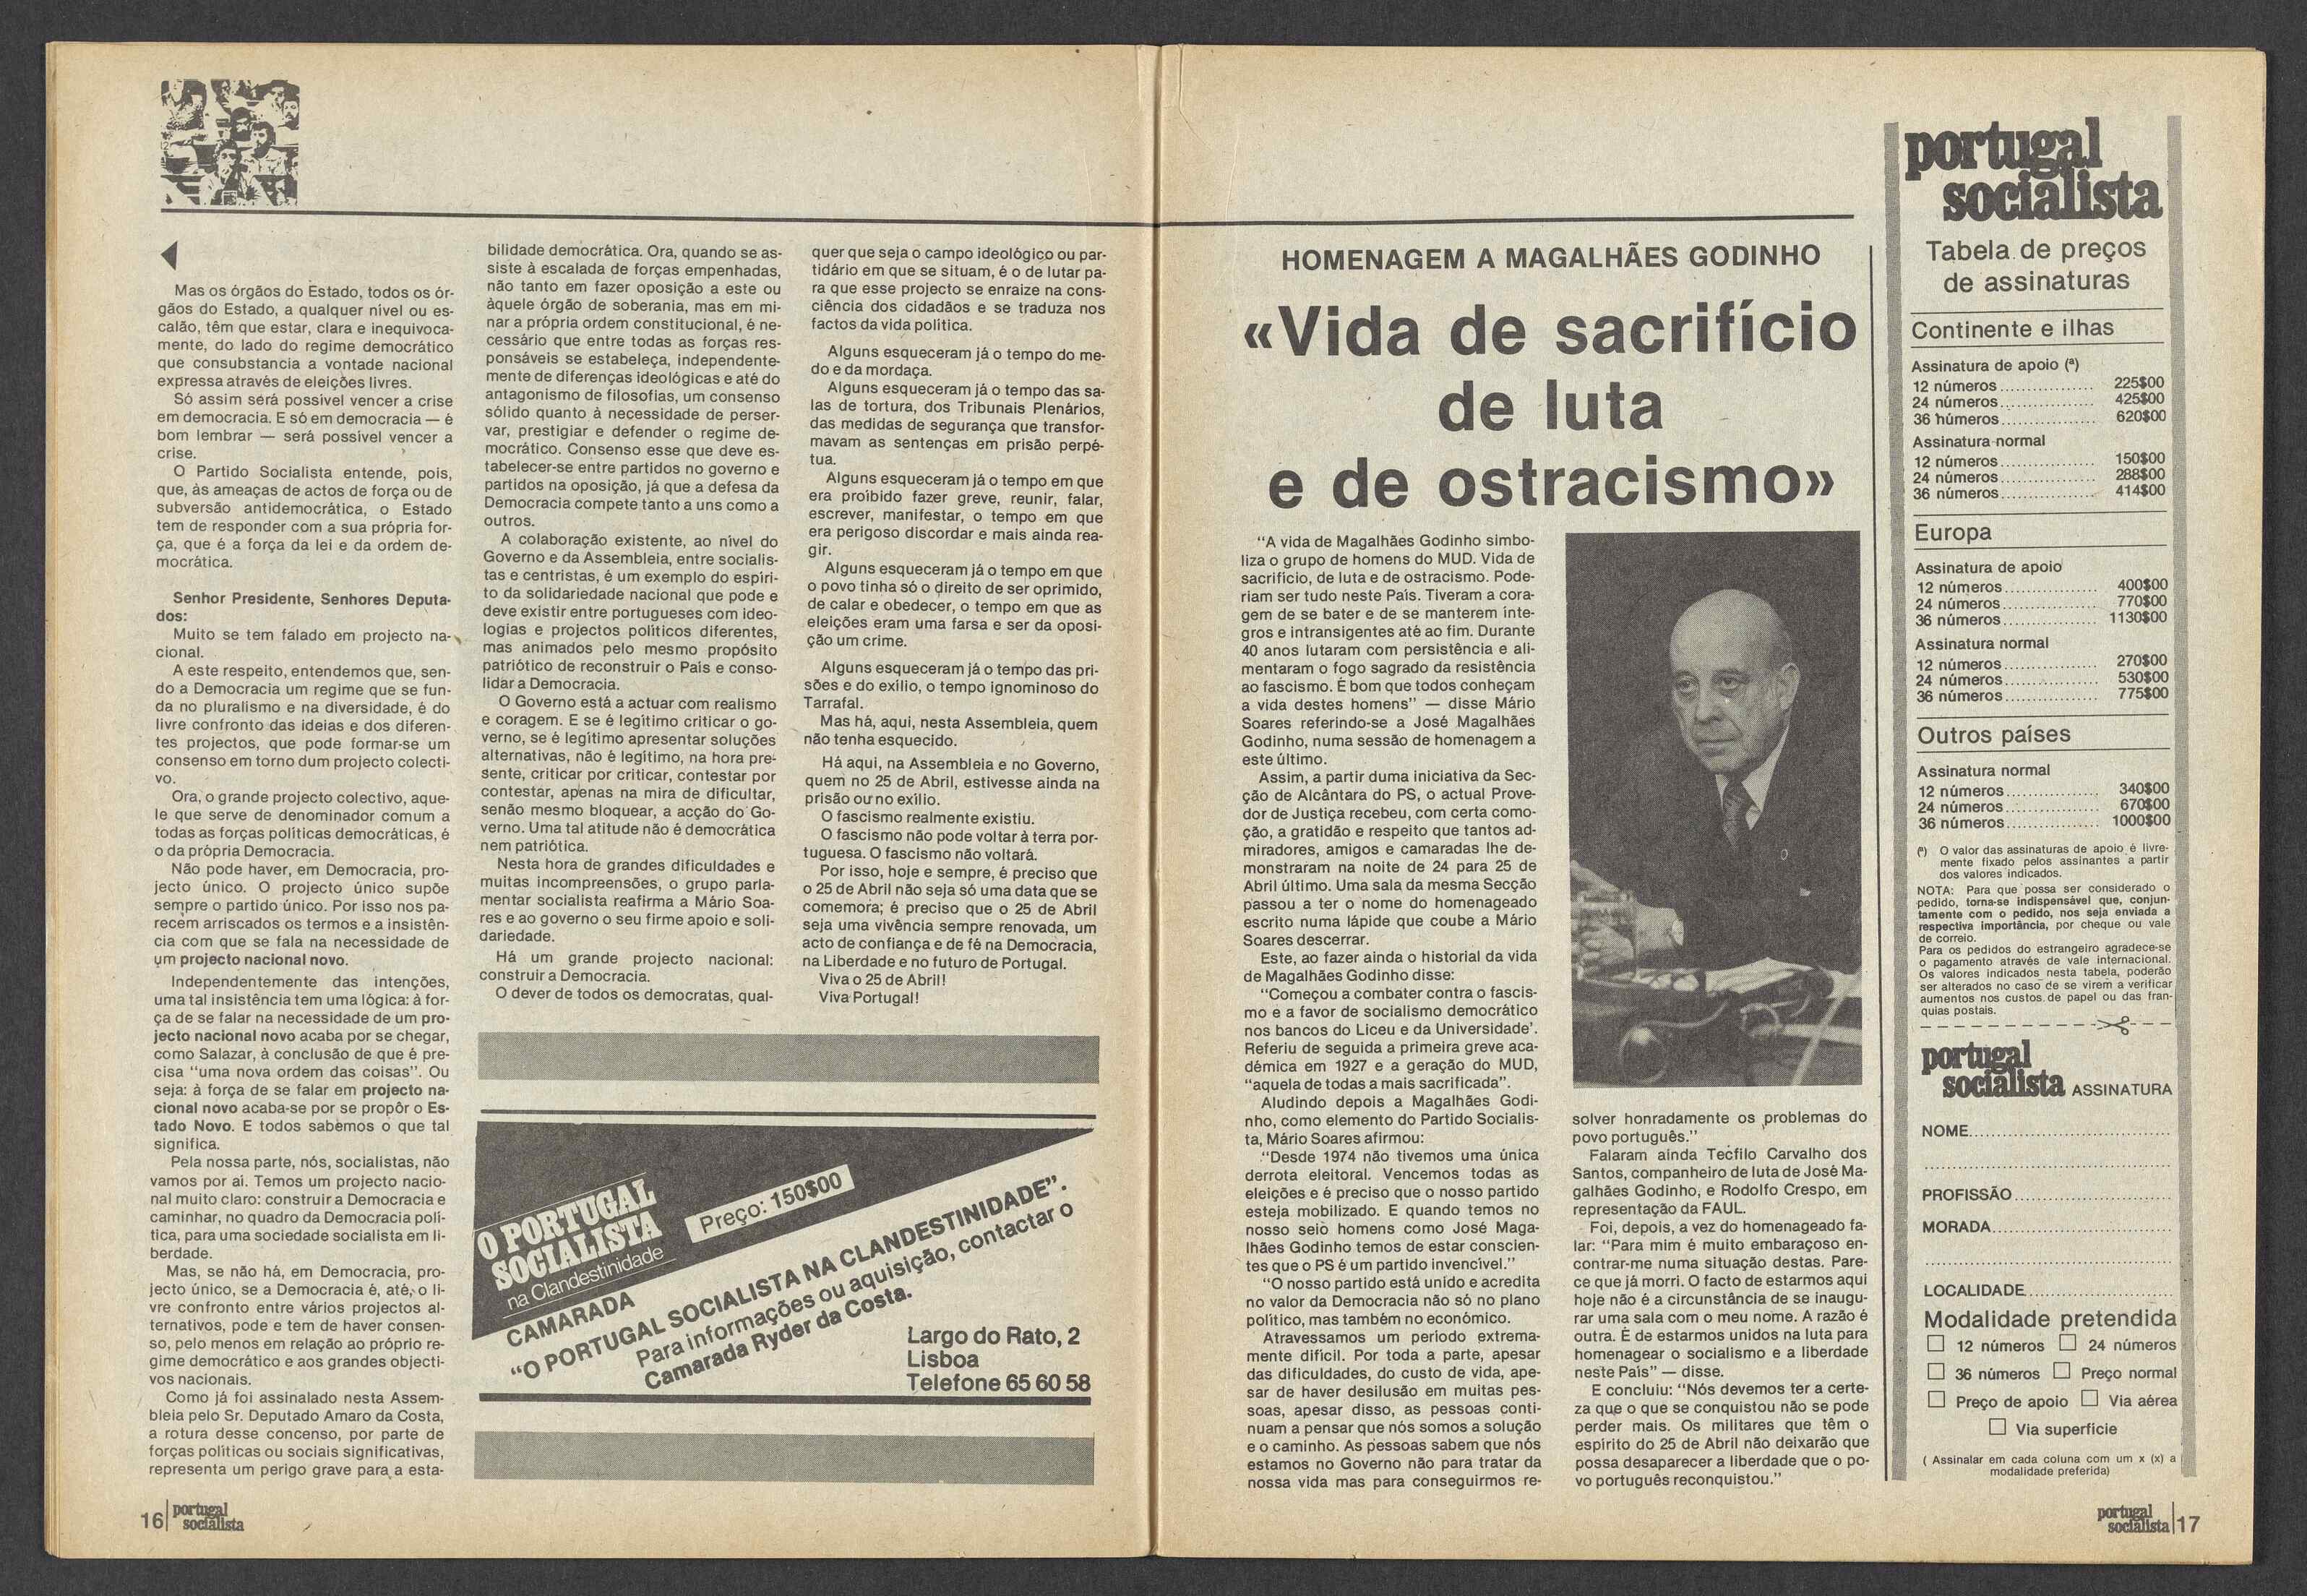 Mas os órgãos do Estado, todos os ór-
gãos do Estado, a qualquer nível ou es-
calão, têm que estar, clara e inequivoca-
mente, do lado do regime democrático
que consubstancia a vontade nacional
expressa através de eleições livres.
Só assim será possível vencer a crise
em democracia. E só em democracia — é
bom lembrar — será possível vencer a
crise.
O Partido Socialista entende, pois,
que, às ameaças de actos de força ou de
subversão antidemocrática, o Estado
tem de responder com a sua própria for-
ça, que é a força da lei e da ordem de-
mocrática.
Senhor Presidente, Senhores Deputa-
dos:
Muito se tem falado em projecto na-
cional.
A este respeito, entendemos que, sen-
do a Democracia um regime que se fun-
da no pluralismo e na diversidade, é do
livre confronto das ideias e dos diferen-
tes projectos, que pode formar-se um
consenso em torno dum projecto colecti-
vo.
Ora, o grande projecto colectivo, aque-
le que serve de denominador comum a
todas as forças políticas democráticas, é
o da própria Democracia.
Não pode haver, em Democracia, pro-
jecto único. O projecto único supõe
sempre o partido único. Por isso nos pa-
recem arriscados os termos e a insistên-
cia com que se fala na necessidade de
um projecto nacional novo.
Independentemente das intenções,
uma tal insistência tem uma lógica: à for-
ça de se falar na necessidade de um pro-
jecto nacional novo acaba por se chegar,
como Salazar, à conclusão de que é pre-
cisa "uma nova ordem das coisas". Ou
seja: à força de se falar em projecto na-
cional novo acaba-se por se propôr o Es-
tado Novo. E todos sabemos o que tal
significa.
Pela nossa parte, nós, socialistas, não
vamos por aí. Temos um projecto nacio-
nal muito claro: construir a Democracia e
caminhar, no quadro da Democracia polí-
tica, para uma sociedade socialista em li-
berdade.
Mas, se não há, em Democracia, pro-
jecto único, se a Democracia é, até, o li-
vre confronto entre vários projectos al-
ternativos, pode e tem de haver consen-
so, pelo menos em relação ao próprio re-
gime democrático e aos grandes objecti-
vos nacionais.
Como já foi assinalado nesta Assem-
bleia pelo Sr. Deputado Amaro da Costa,
a rotura desse concenso, por parte de
forças políticas ou sociais significativas,
representa um perigo grave para a esta-
bilidade democrática. Ora, quando se as-
siste à escalada de forças empenhadas,
não tanto em fazer oposição a este ou
àquele órgão de soberania, mas em mi-
nar a própria ordem constitucional, é ne-
cessário que entre todas as forças res-
ponsáveis se estabeleça, independente-
mente de diferenças ideológicas e até do
antagonismo de filosofias, um consenso
sólido quanto à necessidade de perser-
var, prestigiar e defender o regime de-
mocrático. Consenso esse que deve es-
tabelecer-se entre partidos no governo e
partidos na oposição, já que a defesa da
Democracia compete tanto a uns como a
outros.
A colaboração existente, ao nível do
Governo e da Assembleia, entre socialis-
tas e centristas, é um exemplo do espíri-
to da solidariedade nacional que pode e
deve existir entre portugueses com ideo-
logias e projectos políticos diferentes,
mas animados pelo mesmo propósito
patriótico de reconstruir o País e conso-
lidar a Democracia.
O Governo está a actuar com realismo
e coragem. E se é legítimo criticar o go-
verno, se é legítimo apresentar soluções
alternativas, não é legítimo, na hora pre-
sente, criticar por criticar, contestar por
contestar, apenas na mira de dificultar,
senão mesmo bloquear, a acção do Go-
verno. Uma tal atitude não é democrática
nem patriótica.
Nesta hora de grandes dificuldades e
muitas incompreensões, o grupo parla-
mentar socialista reafirma a Mário Soa-
res e ao governo o seu firme apoio e soli-
dariedade.
Há um grande projecto nacional:
construir a Democracia.
O dever de todos os democratas, qual-
quer que seja o campo ideológico ou par-
tidário em que se situam, é o de lutar pa-
ra que esse projecto se enraize na cons-
ciência dos cidadãos e se traduza nos
factos da vida política.
Alguns esqueceram já o tempo do me-
do e da mordaça.
Alguns esqueceram já o tempo das sa-
las de tortura, dos Tribunais Plenários,
das medidas de segurança que transfor-
mavam as sentenças em prisão perpé-
tua.
Alguns esqueceram já o tempo em que
era proíbido fazer greve, reunir, falar,
escrever, manifestar, o tempo em que
era perigoso discordar e mais ainda rea-
gir.
Alguns esqueceram já o tempo em que
o povo tinha só o direito de ser oprimido,
de calar e obedecer, o tempo em que as
eleições eram uma farsa e ser da oposi-
ção um crime.
Alguns esqueceram já o tempo das pri-
sões e do exílio, o tempo ignominoso do
Tarrafal.
Mas há, aqui, nesta Assembleia, quem
não tenha esquecido.
Há aqui, na Assembleia e no Governo,
quem no 25 de Abril, estivesse ainda na
prisão ou no exílio.
O fascismo realmente existiu.
O fascismo não pode voltar à terra por-
tuguesa. O fascismo não voltará.
Por isso, hoje e sempre, é preciso que
o 25 de Abril não seja só uma data que se
comemora; é preciso que o 25 de Abril
seja uma vivência sempre renovada, um
acto de confiança e de fé na Democracia,
na Liberdade e no futuro de Portugal.
Viva o 25 de Abril!
Viva Portugal!
O PORTUGAL
SOCIALISTA
na Clandestinidade
Preço: 150$00
CAMARADA
"O PORTUGAL SOCIALISTA NA CLANDESTINIDADE".
Para informações ou aquisição, contactar o
Camarada Ryder da Costa.
Largo do Rato, 2
Lisboa
Telefone 65 60 58
16 portugal
socialista
HOMENAGEM A MAGALHÃES GODINHO
«Vida de sacrifício
de luta
e de ostracismo»
"A vida de Magalhães Godinho simbo-
liza o grupo de homens do MUD. Vida de
sacrifício, de luta e de ostracismo. Pode-
riam ser tudo neste País. Tiveram a cora-
gem de se bater e de se manterem ínte-
gros e intransigentes até ao fim. Durante
40 anos lutaram com persistência e ali-
mentaram o fogo sagrado da resistência
ao fascismo. É bom que todos conheçam
a vida destes homens" — disse Mário
Soares referindo-se a José Magalhães
Godinho, numa sessão de homenagem a
este último.
Assim, a partir duma iniciativa da Sec-
ção de Alcântara do PS, o actual Prove-
dor de Justiça recebeu, com certa como-
ção, a gratidão e respeito que tantos ad-
miradores, amigos e camaradas lhe de-
monstraram na noite de 24 para 25 de
Abril último. Uma sala da mesma Secção
passou a ter o nome do homenageado
escrito numa lápide que coube a Mário
Soares descerrar.
Este, ao fazer ainda o historial da vida
de Magalhães Godinho disse:
"Começou a combater contra o fascis-
mo e a favor de socialismo democrático
nos bancos do Liceu e da Universidade'.
Referiu de seguida a primeira greve aca-
démica em 1927 e a geração do MUD,
"aquela de todas a mais sacrificada".
Aludindo depois a Magalhães Godi-
nho, como elemento do Partido Socialis-
ta, Mário Soares afirmou:
"Desde 1974 não tivemos uma única
derrota eleitoral. Vencemos todas as
eleições e é preciso que o nosso partido
esteja mobilizado. E quando temos no
nosso seio homens como José Maga-
lhães Godinho temos de estar conscien-
tes que o PS é um partido invencível."
"O nosso partido está unido e acredita
no valor da Democracia não só no plano
político, mas também no económico.
Atravessamos um período extrema-
mente difícil. Por toda a parte, apesar
das dificuldades, do custo de vida, ape-
sar de haver desilusão em muitas pes-
soas, apesar disso, as pessoas conti-
nuam a pensar que nós somos a solução
e o caminho. As pessoas sabem que nós
estamos no Governo não para tratar da
nossa vida mas para conseguirmos re-
solver honradamente os problemas do
povo português."
Falaram ainda Teófilo Carvalho dos
Santos, companheiro de luta de José Ma-
galhães Godinho, e Rodolfo Crespo, em
representação da FAUL.
Foi, depois, a vez do homenageado fa-
lar: "Para mim é muito embaraçoso en-
contrar-me numa situação destas. Pare-
ce que já morri. O facto de estarmos aqui
hoje não é a circunstância de se inaugu-
rar uma sala com o meu nome. A razão é
outra. É de estarmos unidos na luta para
homenagear o socialismo e a liberdade
neste País" — disse.
E concluiu: "Nós devemos ter a certe-
za que o que se conquistou não se pode
perder mais. Os militares que têm o
espírito do 25 de Abril não deixarão que
possa desaparecer a liberdade que o po-
vo português reconquistou."
portugal
socialista
Tabela de preços
de assinaturas
Continente e ilhas
Assinatura de apoio (ª)
12 números................. 225$00
24 números................. 425$00
36 números................. 620$00
Assinatura normal
12 números................. 150$00
24 números................. 288$00
36 números................. 414$00
Europa
Assinatura de apoio
12 números................. 400$00
24 números................. 770$00
36 números................. 1130$00
Assinatura normal
12 números................. 270$00
24 números................. 530$00
36 números................. 775$00
Outros países
Assinatura normal
12 números................. 340$00
24 números................. 670$00
36 números................. 1000$00
(ª) O valor das assinaturas de apoio é livre-
mente fixado pelos assinantes a partir
dos valores indicados.
NOTA: Para que possa ser considerado o
pedido, torna-se indispensável que, conjun-
tamente com o pedido, nos seja enviada a
respectiva importância, por cheque ou vale
de correio.
Para os pedidos do estrangeiro agradece-se
o pagamento através de vale internacional.
Os valores indicados nesta tabela, poderão
ser alterados no caso de se virem a verificar
aumentos nos custos de papel ou das fran-
quias postais.
portugal
socialista ASSINATURA
NOME
PROFISSÃO
MORADA
LOCALIDADE
Modalidade pretendida
12 números 24 números
36 números Preço normal
Preço de apoio Via aérea
Via superfície
( Assinalar em cada coluna com um x (x) a
modalidade preferida)
portugal
socialista 17